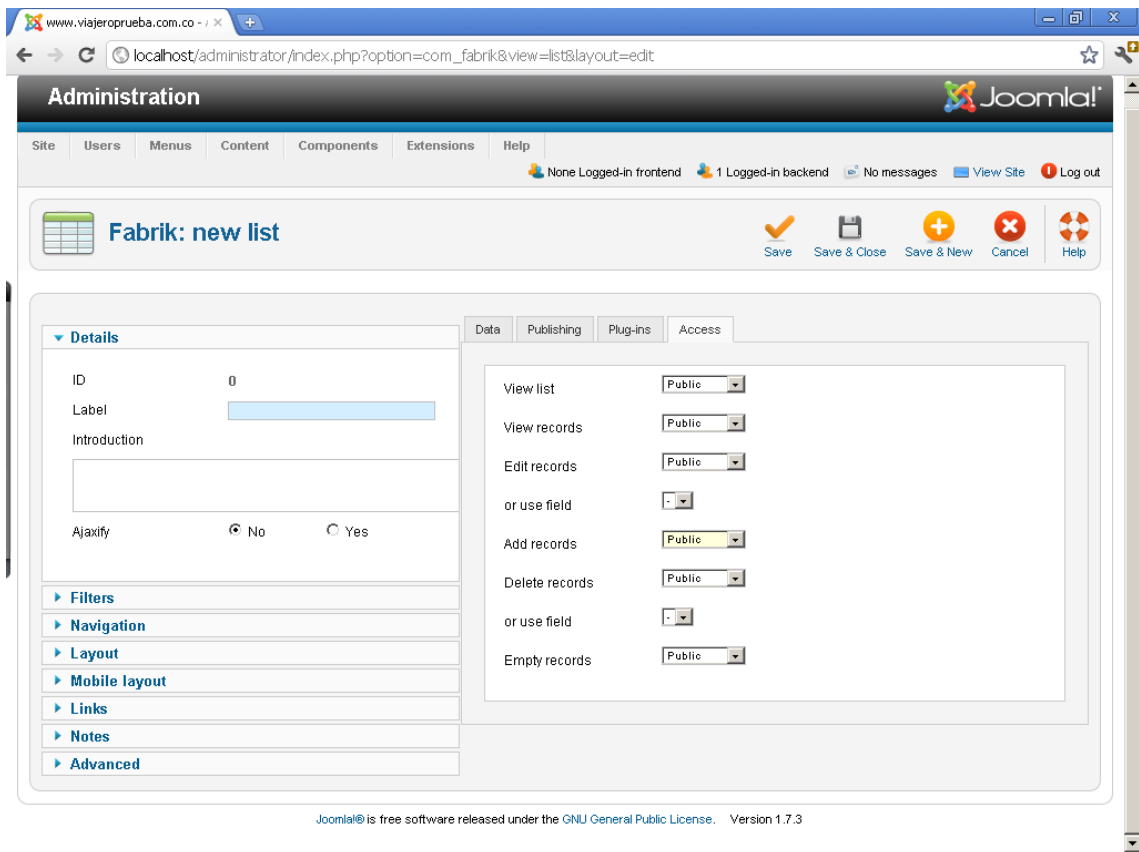 www.viajeroprueba.com.co - A
localhost/administrator/index.php?option=com_fabrik&view=list&layout=edit
Administration
Joomla!
Site Users Menus Content Components Extensions Help
None Logged-in frontend 1 Logged-in backend No messages View Site Log out
Fabrik: new list
Save Save & Close Save & New Cancel Help
Data Publishing Plug-ins Access
Details
ID 0
Label
Introduction
Ajaxify No Yes
Filters
Navigation
Layout
Mobile layout
Links
Notes
Advanced
View list Public
View records Public
Edit records Public
or use field -
Add records Public
Delete records Public
or use field -
Empty records Public
Joomla!® is free software released under the GNU General Public License. Version 1.7.3